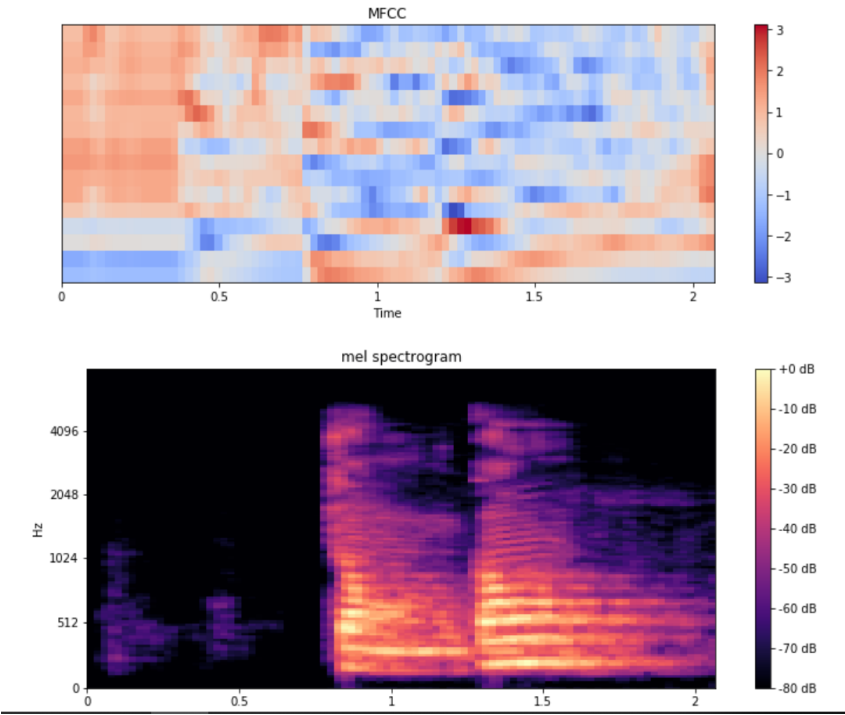 MFCC
3
2
1
0
−1
−2
−3
0 0.5 1 1.5 2
Time
mel spectrogram
Hz
4096
2048
1024
512
0
+0 dB
-10 dB
-20 dB
-30 dB
-40 dB
-50 dB
-60 dB
-70 dB
-80 dB
0 0.5 1 1.5 2